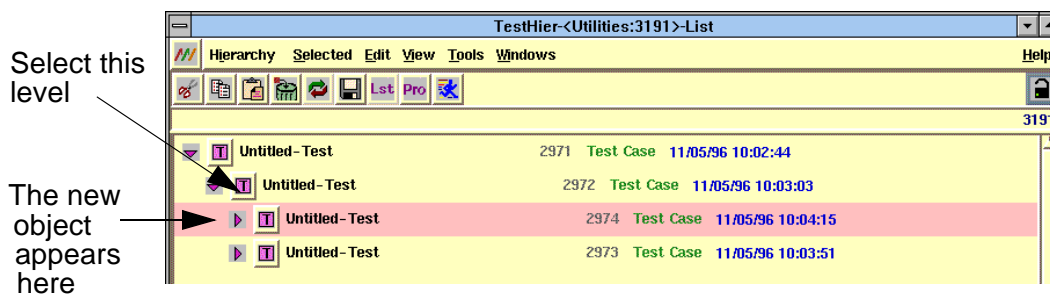 TestHier-<Utilities:3191>-List
Hierarchy Selected Edit View Tools Windows Help
Lst Pro
3191
Select this
level
Untitled-Test 2971 Test Case 11/05/96 10:02:44
T Untitled-Test 2972 Test Case 11/05/96 10:03:03
The new
object
appears
here
T Untitled-Test 2974 Test Case 11/05/96 10:04:15
T Untitled-Test 2973 Test Case 11/05/96 10:03:51